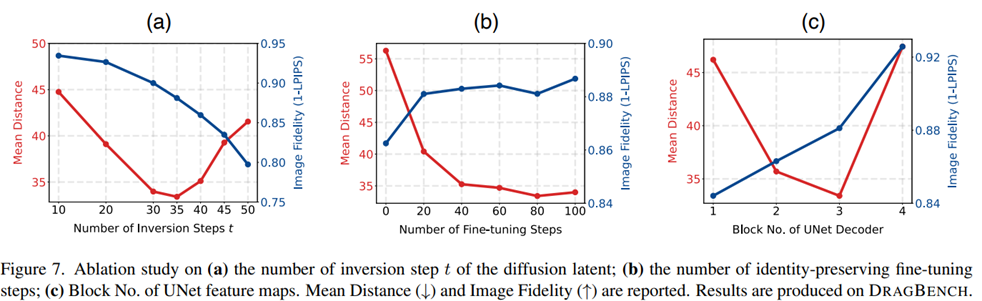 (a)
(b)
(c)
50
45
40
35
Mean Distance
0.95
0.90
0.85
0.80
0.75
Image Fidelity (1-LPIPS)
10 20 30 35 40 45 50
Number of Inversion Steps t
55
50
45
40
35
Mean Distance
0.90
0.88
0.86
0.84
Image Fidelity (1-LPIPS)
0 20 40 60 80 100
Number of Fine-tuning Steps
45
40
35
Mean Distance
0.92
0.88
0.84
Image Fidelity (1-LPIPS)
1 2 3 4
Block No. of UNet Decoder
Figure 7. Ablation study on (a) the number of inversion step t of the diffusion latent; (b) the number of identity-preserving fine-tuning
steps; (c) Block No. of UNet feature maps. Mean Distance (↓) and Image Fidelity (↑) are reported. Results are produced on DRAGBENCH.